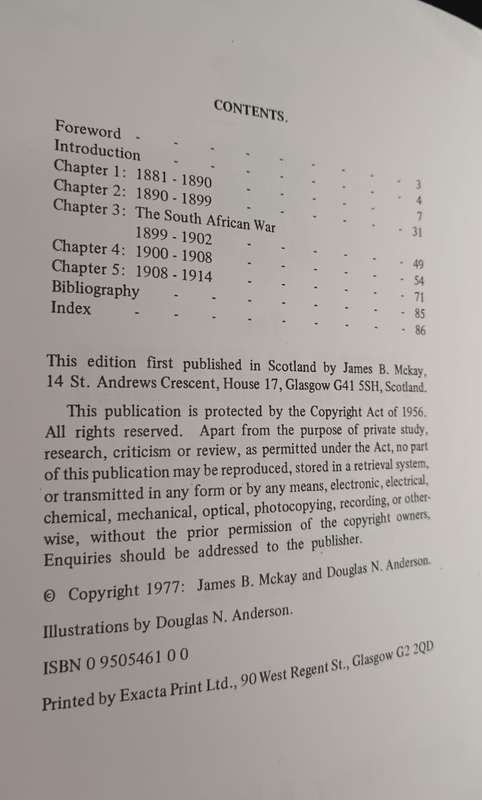 CONTENTS.
Foreword - - - - - - - - - 3
Introduction - - - - - - - - 4
Chapter 1: 1881 - 1890 - - - - - - 7
Chapter 2: 1890 - 1899 - - - - - - 31
Chapter 3: The South African War
1899 - 1902 - - - - - - 49
Chapter 4: 1900 - 1908 - - - - - - 54
Chapter 5: 1908 - 1914 - - - - - - 71
Bibliography - - - - - - - - 85
Index - - - - - - - - - 86
This edition first published in Scotland by James B. Mckay,
14 St. Andrews Crescent, House 17, Glasgow G41 5SH, Scotland.
This publication is protected by the Copyright Act of 1956.
All rights reserved. Apart from the purpose of private study,
research, criticism or review, as permitted under the Act, no part
of this publication may be reproduced, stored in a retrieval system,
or transmitted in any form or by any means, electronic, electrical,
chemical, mechanical, optical, photocopying, recording, or other-
wise, without the prior permission of the copyright owners,
Enquiries should be addressed to the publisher.
© Copyright 1977: James B. Mckay and Douglas N. Anderson.
Illustrations by Douglas N. Anderson.
ISBN 0 9505461 0 0
Printed by Exacta Print Ltd., 90 West Regent St., Glasgow G2 2QD